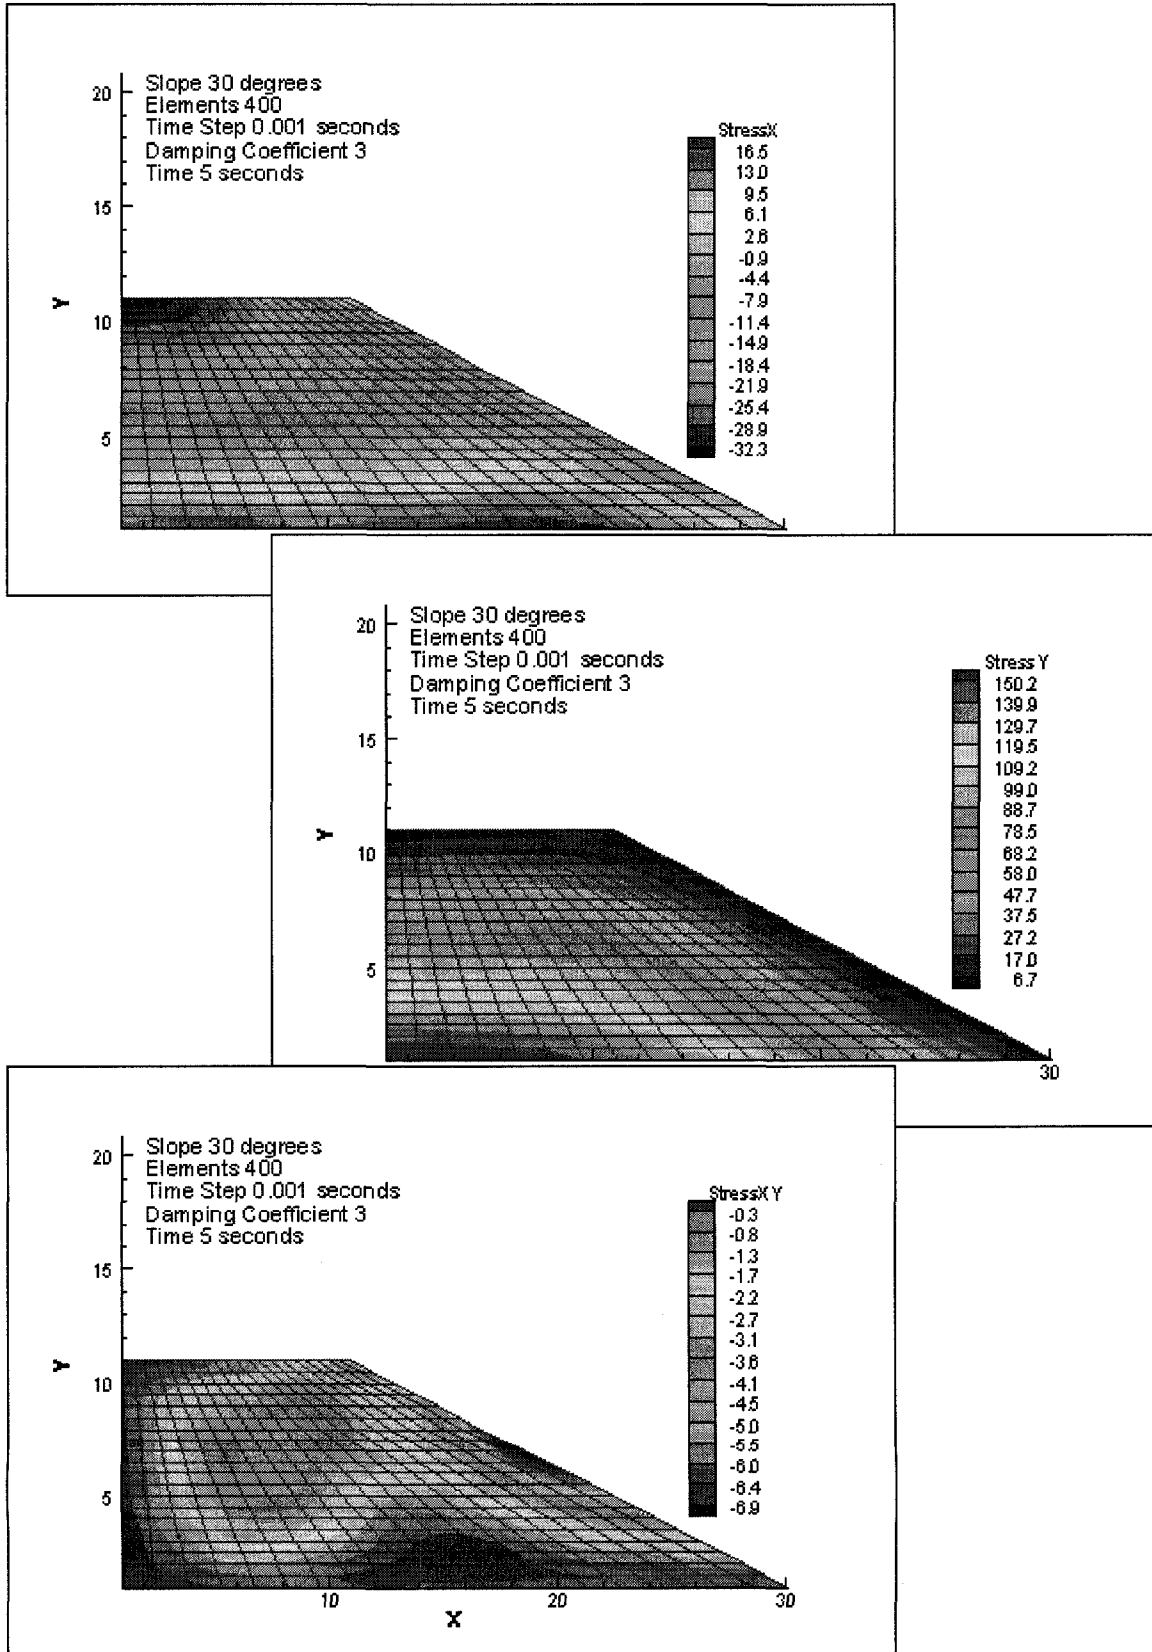 Slope 30 degrees
Elements 400
Time Step 0.001 seconds
Damping Coefficient 3
Time 5 seconds
20
15
10
5
Y
StressX
16.5
13.0
9.5
6.1
2.6
-0.9
-4.4
-7.9
-11.4
-14.9
-18.4
-21.9
-25.4
-28.9
-32.3
Slope 30 degrees
Elements 400
Time Step 0.001 seconds
Damping Coefficient 3
Time 5 seconds
20
15
10
5
Y
30
Stress Y
150.2
139.9
129.7
119.5
109.2
99.0
88.7
78.5
68.2
58.0
47.7
37.5
27.2
17.0
6.7
Slope 30 degrees
Elements 400
Time Step 0.001 seconds
Damping Coefficient 3
Time 5 seconds
20
15
10
5
Y
10
20
30
X
StressX Y
-0.3
-0.8
-1.3
-1.7
-2.2
-2.7
-3.1
-3.6
-4.1
-4.5
-5.0
-5.5
-6.0
-6.4
-6.9